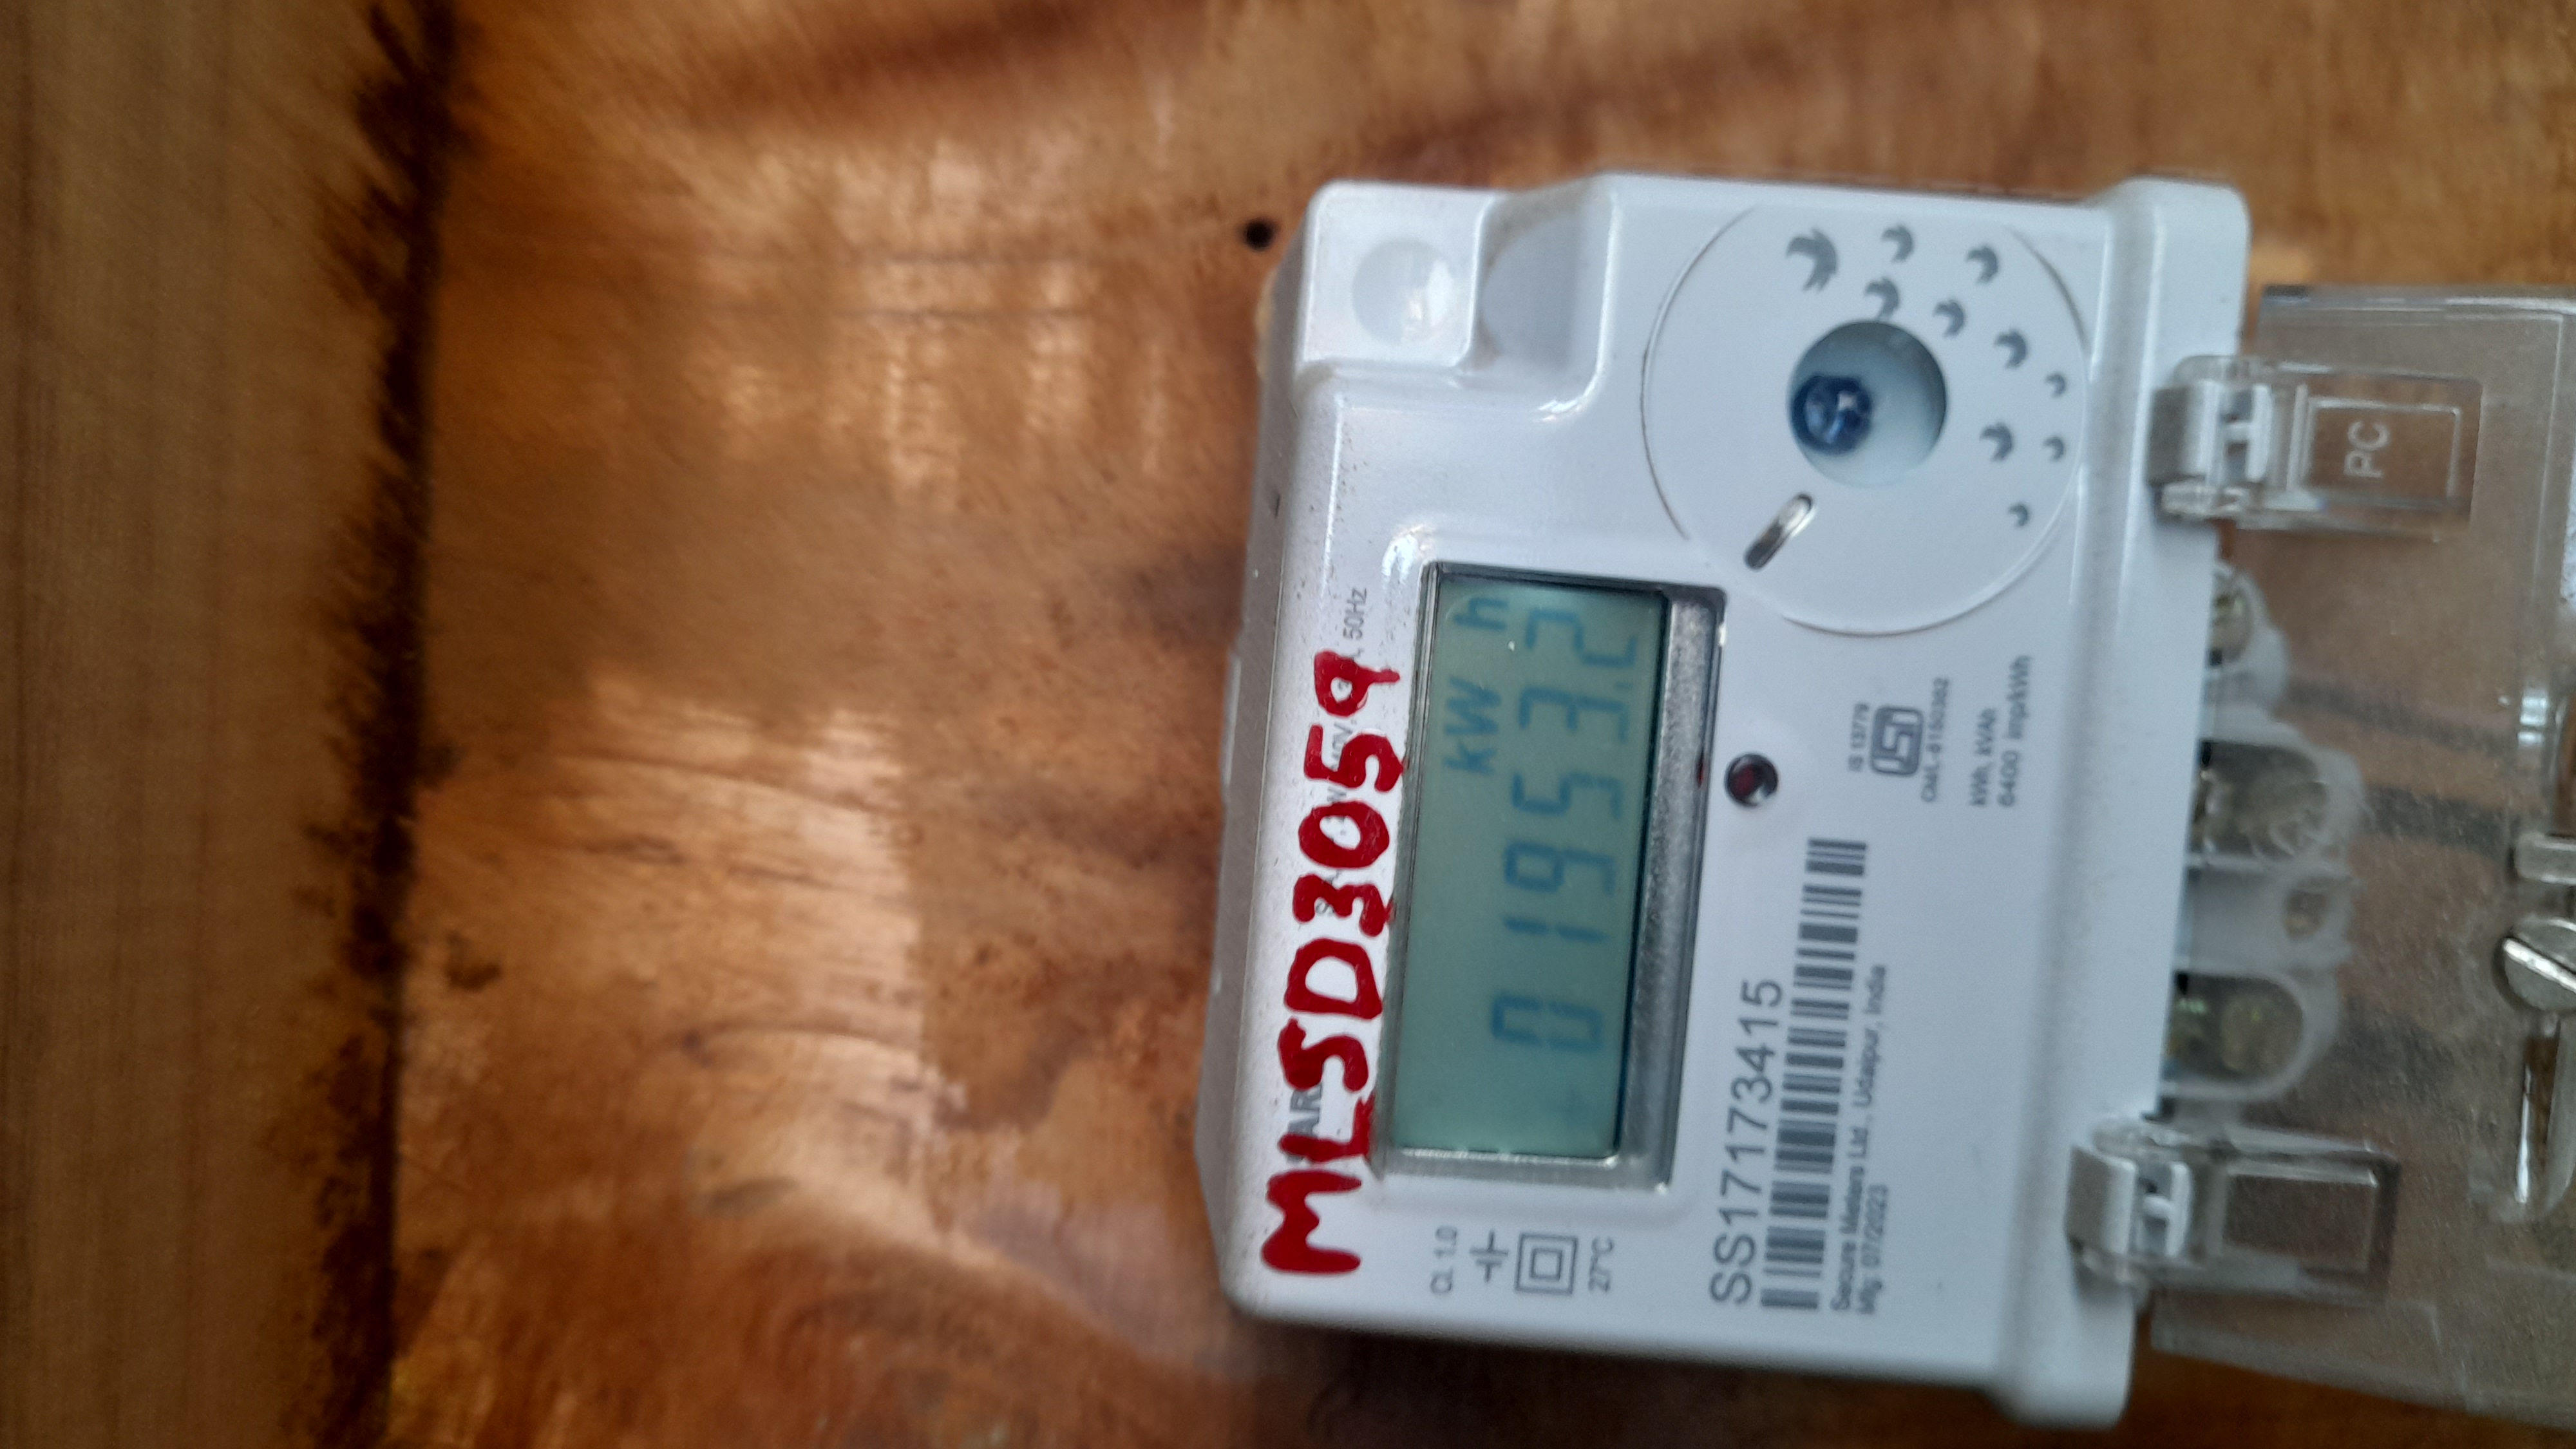 MLSD3059
50Hz
kW h
01953.2
Cl. 1.0
27°C
SS17173415
Secure Meters Ltd., Udaipur, India
Mfg: 07/2023
IS 13779
ISI
kWh, kVAh
6400 imp/kWh
PC